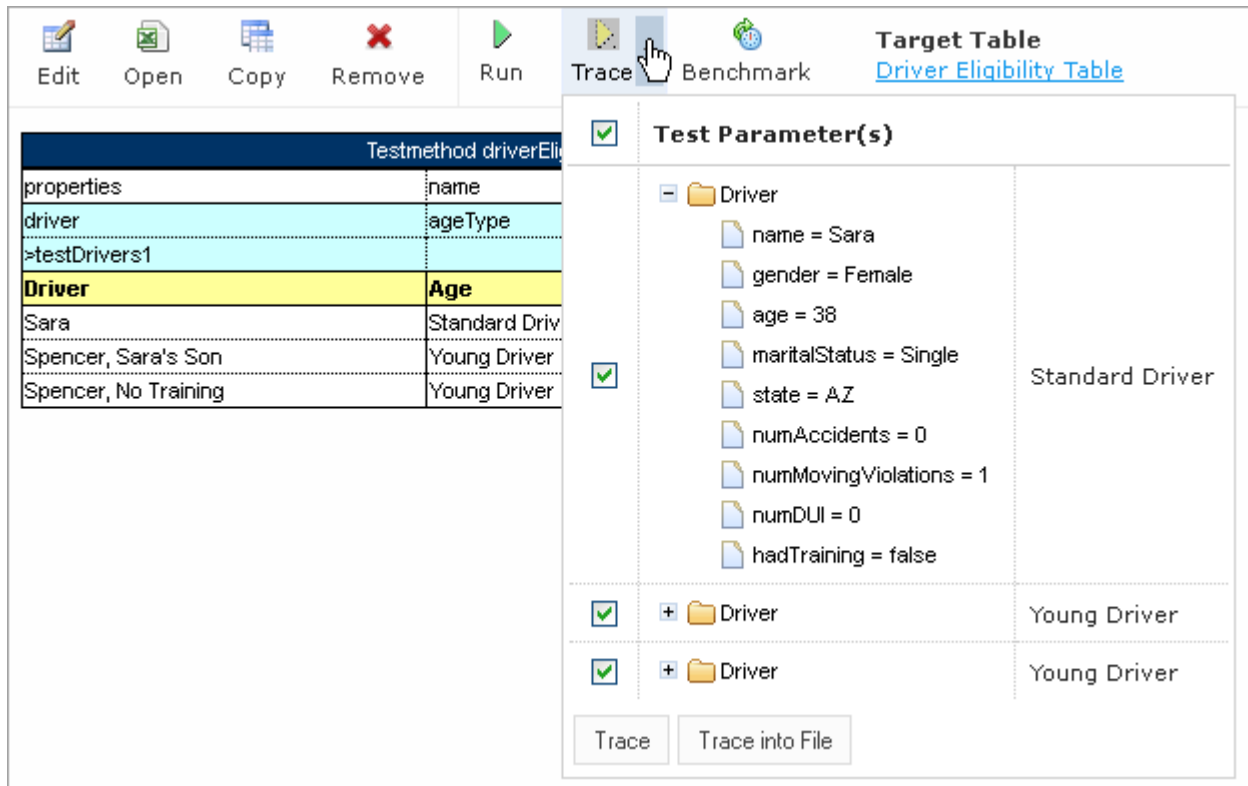 Edit Open Copy Remove Run Trace Benchmark
Target Table
Driver Eligibility Table
Testmethod
properties name
driver ageType
>testDrivers1
Driver Age
Sara Standard
Spencer, Sara's Son Young Driver
Spencer, No Training Young Driver
Test Parameter(s)
Driver
name = Sara
gender = Female
age = 38
maritalStatus = Single
state = AZ
numAccidents = 0
numMovingViolations = 1
numDUI = 0
hadTraining = false
Standard Driver
Driver Young Driver
Driver Young Driver
Trace Trace into File